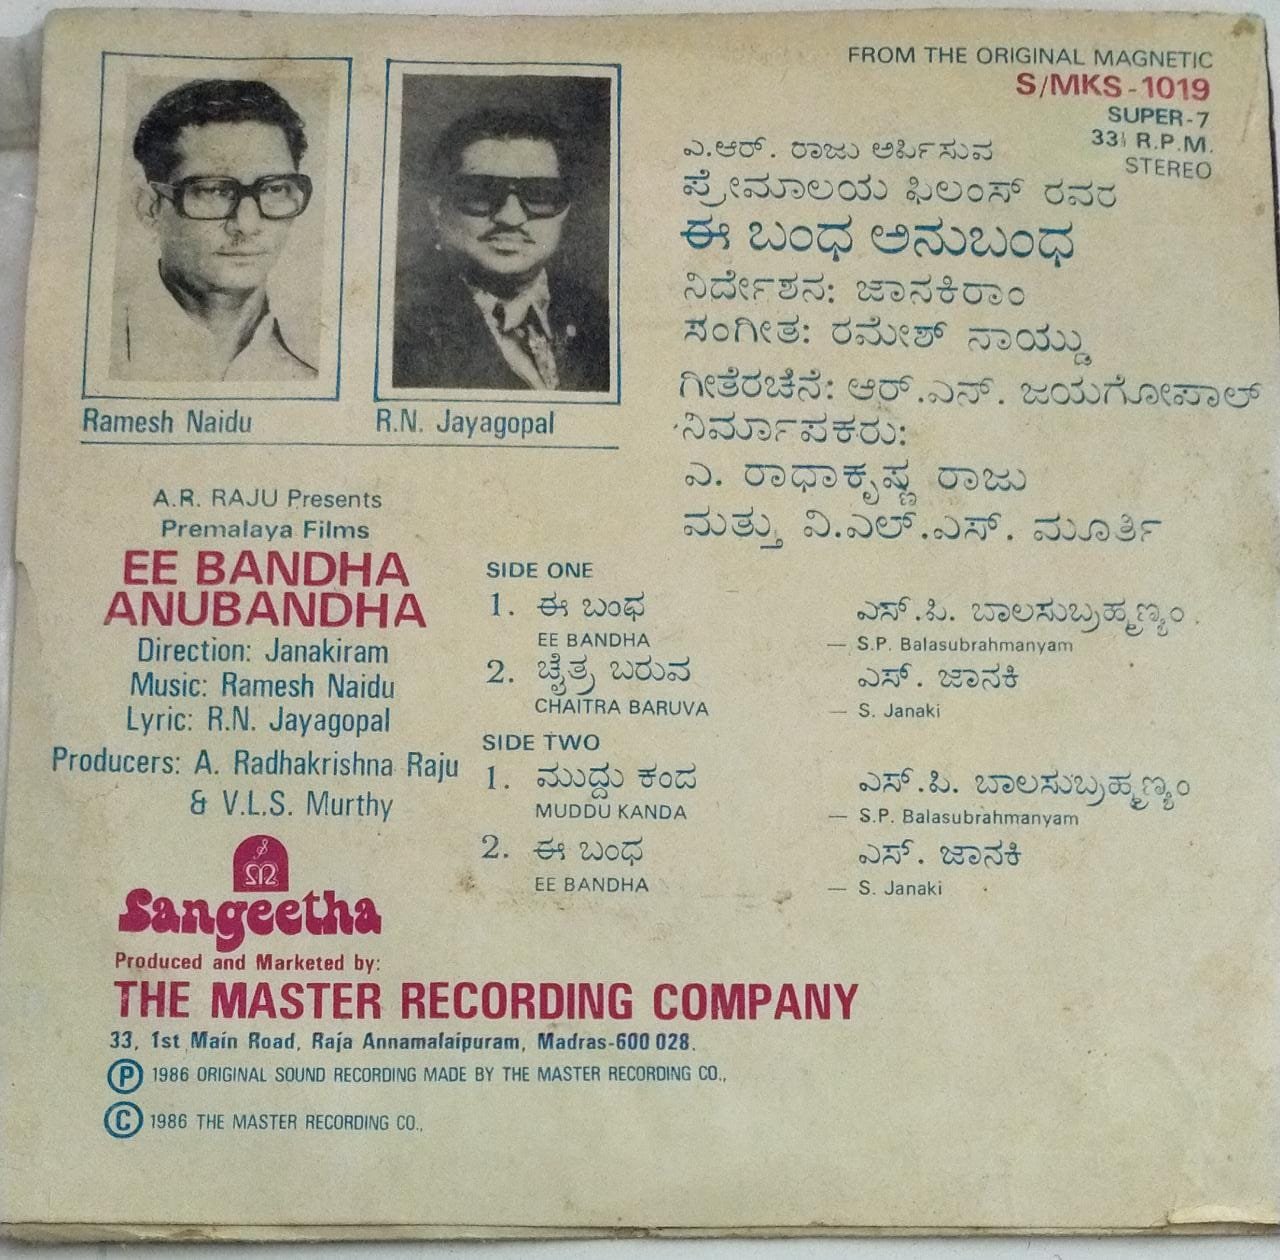 FROM THE ORIGINAL MAGNETIC
S/MKS-1019
SUPER-7
33⅓ R.P.M.
STEREO
ಎ.ಆರ್. ರಾಜು ಅರ್ಪಿಸುವ
ಪ್ರೇಮಾಲಯ ಫಿಲಂಸ್ ರವರ
ಈ ಬಂಧ ಅನುಬಂಧ
ನಿರ್ದೇಶನ: ಜಾನಕಿರಾಂ
ಸಂಗೀತ: ರಮೇಶ್ ನಾಯ್ಡು
ಗೀತೆರಚನೆ: ಆರ್.ಎನ್. ಜಯಗೋಪಾಲ್
ನಿರ್ಮಾಪಕರು:
ಎ. ರಾಧಾಕೃಷ್ಣ ರಾಜು
ಮತ್ತು ವಿ.ಎಲ್.ಎಸ್. ಮೂರ್ತಿ
Ramesh Naidu
R.N. Jayagopal
A.R. RAJU Presents
Premalaya Films
EE BANDHA
ANUBANDHA
Direction: Janakiram
Music: Ramesh Naidu
Lyric: R.N. Jayagopal
Producers: A. Radhakrishna Raju
& V.L.S. Murthy
SIDE ONE
1. ಈ ಬಂಧ ಎಸ್.ಪಿ. ಬಾಲಸುಬ್ರಹ್ಮಣ್ಯಂ.
EE BANDHA — S.P. Balasubrahmanyam
2. ಚೈತ್ರ ಬರುವ ಎಸ್. ಜಾನಕಿ
CHAITRA BARUVA — S. Janaki
SIDE TWO
1. ಮುದ್ದು ಕಂದ ಎಸ್.ಪಿ. ಬಾಲಸುಬ್ರಹ್ಮಣ್ಯಂ
MUDDU KANDA — S.P. Balasubrahmanyam
2. ಈ ಬಂಧ ಎಸ್. ಜಾನಕಿ
EE BANDHA — S. Janaki
Sangeetha
Produced and Marketed by:
THE MASTER RECORDING COMPANY
33, 1st Main Road, Raja Annamalaipuram, Madras-600 028.
Ⓟ 1986 ORIGINAL SOUND RECORDING MADE BY THE MASTER RECORDING CO.,
© 1986 THE MASTER RECORDING CO.,